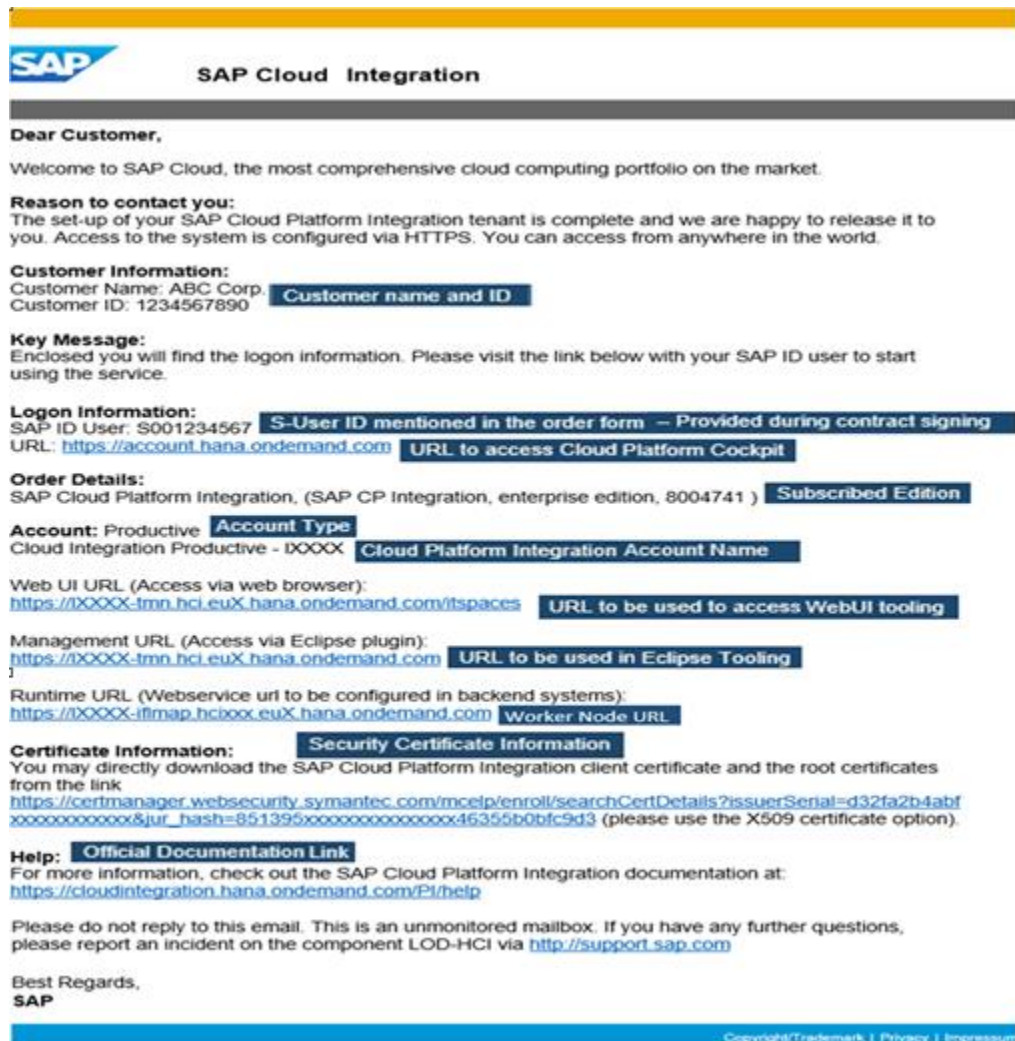 SAP
SAP Cloud Integration
Dear Customer,
Welcome to SAP Cloud, the most comprehensive cloud computing portfolio on the market.
Reason to contact you:
The set-up of your SAP Cloud Platform Integration tenant is complete and we are happy to release it to
you. Access to the system is configured via HTTPS. You can access from anywhere in the world.
Customer Information:
Customer Name: ABC Corp.
Customer name and ID
Customer ID: 1234567890
Key Message:
Enclosed you will find the logon information. Please visit the link below with your SAP ID user to start
using the service.
Logon Information:
SAP ID User: S001234567 S-User ID mentioned in the order form – Provided during contract signing
URL: https://account.hana.ondemand.com URL to access Cloud Platform Cockpit
Order Details:
SAP Cloud Platform Integration, (SAP CP Integration, enterprise edition, 8004741 ) Subscribed Edition
Account: Productive Account Type
Cloud Integration Productive - IXXXX Cloud Platform Integration Account Name
Web UI URL (Access via web browser):
https://IXXXX-tmn.hci.euX.hana.ondemand.com/itspaces URL to be used to access WebUI tooling
Management URL (Access via Eclipse plugin):
https://IXXXX-tmn.hci.euX.hana.ondemand.com URL to be used in Eclipse Tooling
Runtime URL (Webservice url to be configured in backend systems):
https://IXXXX-iflmap.hcixxx.euX.hana.ondemand.com Worker Node URL
Certificate Information: Security Certificate Information
You may directly download the SAP Cloud Platform Integration client certificate and the root certificates
from the link
https://certmanager.websecurity.symantec.com/mcelp/enroll/searchCertDetails?issuerSerial=d32fa2b4abf
xxxxxxxxxxxx&jur_hash=851395xxxxxxxxxxxxxxx46355b0bfc9d3 (please use the X509 certificate option).
Help: Official Documentation Link
For more information, check out the SAP Cloud Platform Integration documentation at:
https://cloudintegration.hana.ondemand.com/PI/help
Please do not reply to this email. This is an unmonitored mailbox. If you have any further questions,
please report an incident on the component LOD-HCI via http://support.sap.com
Best Regards,
SAP
Copyright/Trademark | Privacy | Impressum